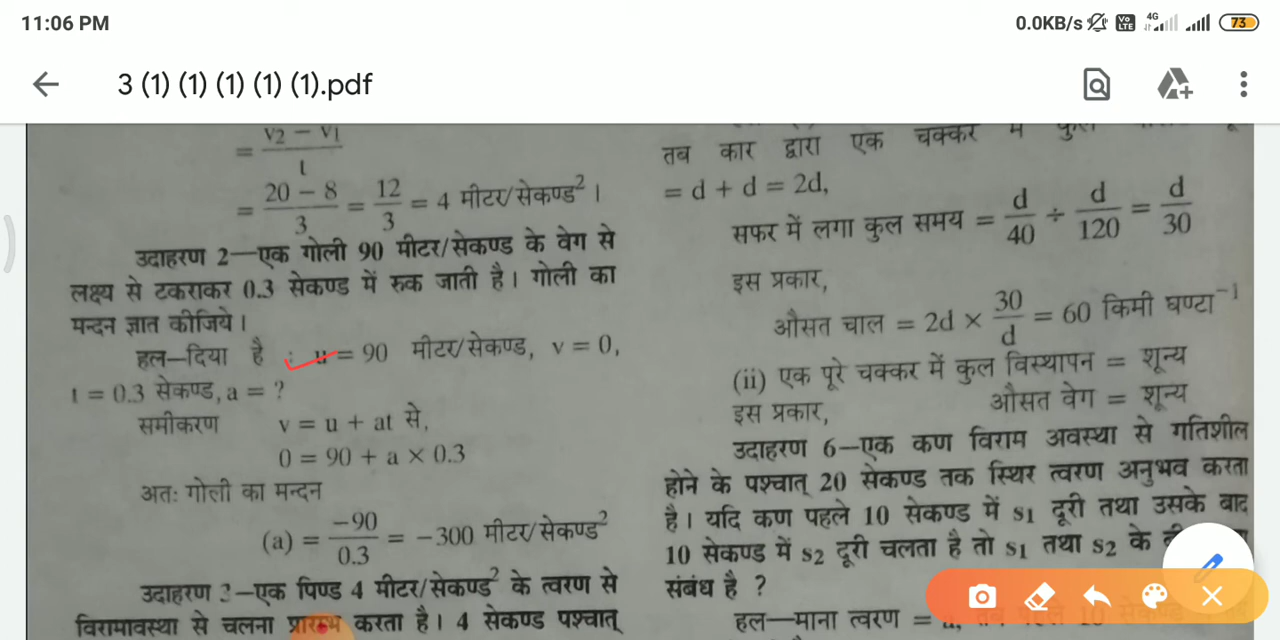 11:06 PM
0.0KB/s
Vo
LTE
4G
73
3 (1) (1) (1) (1) (1).pdf
= v2 − v1
t
= 20 − 8 / 3 = 12 / 3 = 4 मीटर/सेकण्ड² ।
उदाहरण 2—एक गोली 90 मीटर/सेकण्ड के वेग से
लक्ष्य से टकराकर 0.3 सेकण्ड में रुक जाती है। गोली का
मन्दन ज्ञात कीजिये।
हल—दिया है : u = 90 मीटर/सेकण्ड, v = 0,
t = 0.3 सेकण्ड, a = ?
समीकरण v = u + at से,
0 = 90 + a × 0.3
अतः गोली का मन्दन
(a) = −90 / 0.3 = −300 मीटर/सेकण्ड²
उदाहरण 3—एक पिण्ड 4 मीटर/सेकण्ड² के त्वरण से
विरामावस्था से चलना प्रारम्भ करता है। 4 सेकण्ड पश्चात्
तब कार द्वारा एक चक्कर में कुल
= d + d = 2d,
सफर में लगा कुल समय = d / 40 ÷ d / 120 = d / 30
इस प्रकार,
औसत चाल = 2d × 30 / d = 60 किमी घण्टा⁻¹
(ii) एक पूरे चक्कर में कुल विस्थापन = शून्य
इस प्रकार, औसत वेग = शून्य
उदाहरण 6—एक कण विराम अवस्था से गतिशील
होने के पश्चात् 20 सेकण्ड तक स्थिर त्वरण अनुभव करता
है। यदि कण पहले 10 सेकण्ड में s1 दूरी तथा उसके बाद
10 सेकण्ड में s2 दूरी चलता है तो s1 तथा s2 के
संबंध है ?
हल—माना त्वरण =